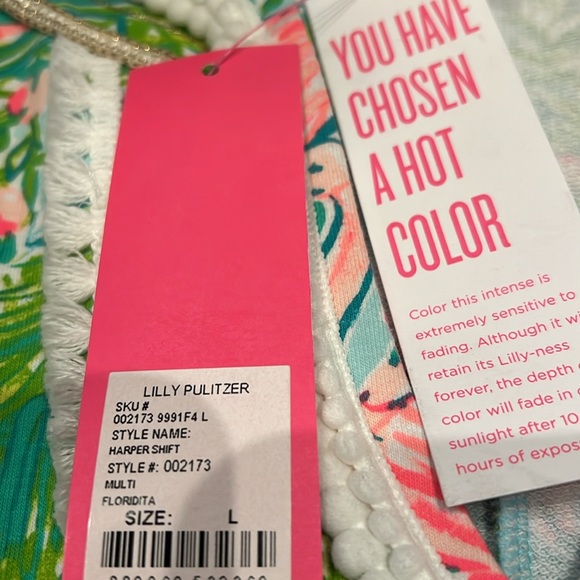 YOU HAVE
CHOSEN
A HOT
COLOR
Color this intense is
extremely sensitive to
fading. Although it
retain its Lilly-ness
forever, the depth
color will fade in
sunlight after 10
hours of
LILLY PULITZER
SKU #
002173 9991F4 L
STYLE NAME:
HARPER SHIFT
STYLE #: 002173
MULTI
FLORIDITA
SIZE: L